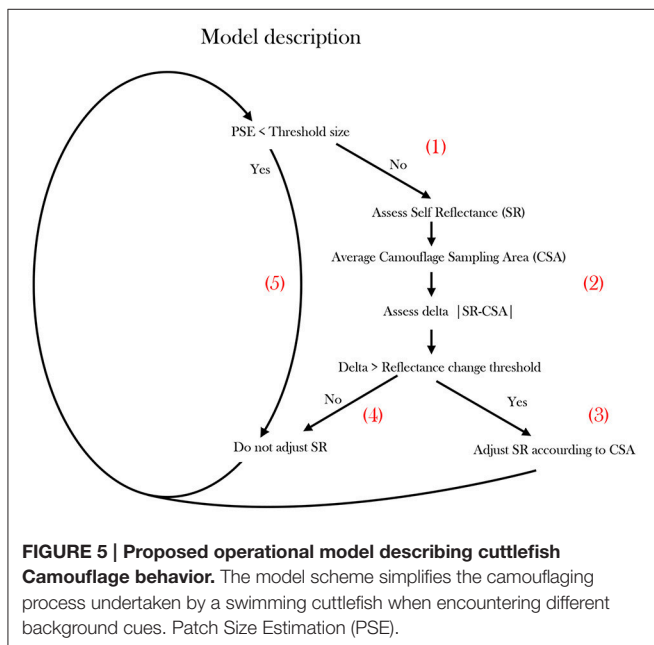 Model description
PSE < Threshold size
(1)
Yes
No
Assess Self Reflectance (SR)
Average Camouflage Sampling Area (CSA)
(5)
(2)
Assess delta |SR-CSA|
Delta > Reflectance change threshold
No
Yes
(4)
(3)
Do not adjust SR
Adjust SR accourding to CSA
FIGURE 5 | Proposed operational model describing cuttlefish
Camouflage behavior. The model scheme simplifies the camouflaging
process undertaken by a swimming cuttlefish when encountering different
background cues. Patch Size Estimation (PSE).